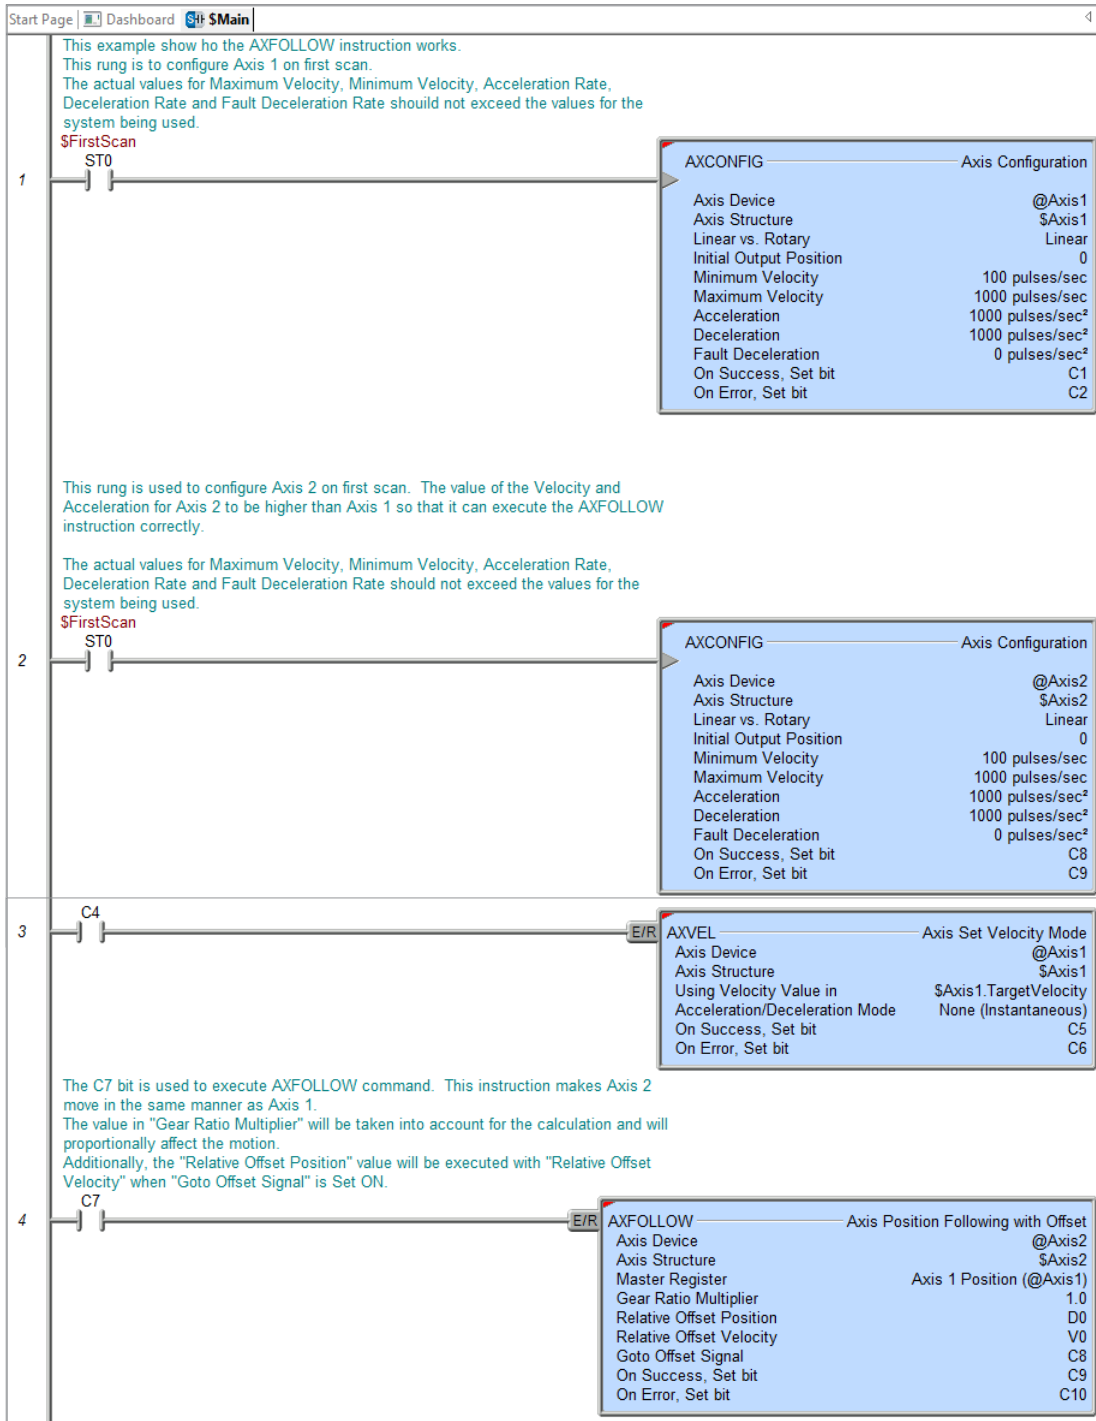 Start Page Dashboard $Main
This example show ho the AXFOLLOW instruction works.
This rung is to configure Axis 1 on first scan.
The actual values for Maximum Velocity, Minimum Velocity, Acceleration Rate,
Deceleration Rate and Fault Deceleration Rate shouild not exceed the values for the
system being used.
$FirstScan
ST0
1
AXCONFIG Axis Configuration
Axis Device @Axis1
Axis Structure $Axis1
Linear vs. Rotary Linear
Initial Output Position 0
Minimum Velocity 100 pulses/sec
Maximum Velocity 1000 pulses/sec
Acceleration 1000 pulses/sec²
Deceleration 1000 pulses/sec²
Fault Deceleration 0 pulses/sec²
On Success, Set bit C1
On Error, Set bit C2
This rung is used to configure Axis 2 on first scan. The value of the Velocity and
Acceleration for Axis 2 to be higher than Axis 1 so that it can execute the AXFOLLOW
instruction correctly.
The actual values for Maximum Velocity, Minimum Velocity, Acceleration Rate,
Deceleration Rate and Fault Deceleration Rate should not exceed the values for the
system being used.
$FirstScan
ST0
2
AXCONFIG Axis Configuration
Axis Device @Axis2
Axis Structure $Axis2
Linear vs. Rotary Linear
Initial Output Position 0
Minimum Velocity 100 pulses/sec
Maximum Velocity 1000 pulses/sec
Acceleration 1000 pulses/sec²
Deceleration 1000 pulses/sec²
Fault Deceleration 0 pulses/sec²
On Success, Set bit C8
On Error, Set bit C9
C4
3
E/R AXVEL Axis Set Velocity Mode
Axis Device @Axis1
Axis Structure $Axis1
Using Velocity Value in $Axis1.TargetVelocity
Acceleration/Deceleration Mode None (Instantaneous)
On Success, Set bit C5
On Error, Set bit C6
The C7 bit is used to execute AXFOLLOW command. This instruction makes Axis 2
move in the same manner as Axis 1.
The value in "Gear Ratio Multiplier" will be taken into account for the calculation and will
proportionally affect the motion.
Additionally, the "Relative Offset Position" value will be executed with "Relative Offset
Velocity" when "Goto Offset Signal" is Set ON.
C7
4
E/R AXFOLLOW Axis Position Following with Offset
Axis Device @Axis2
Axis Structure $Axis2
Master Register Axis 1 Position (@Axis1)
Gear Ratio Multiplier 1.0
Relative Offset Position D0
Relative Offset Velocity V0
Goto Offset Signal C8
On Success, Set bit C9
On Error, Set bit C10